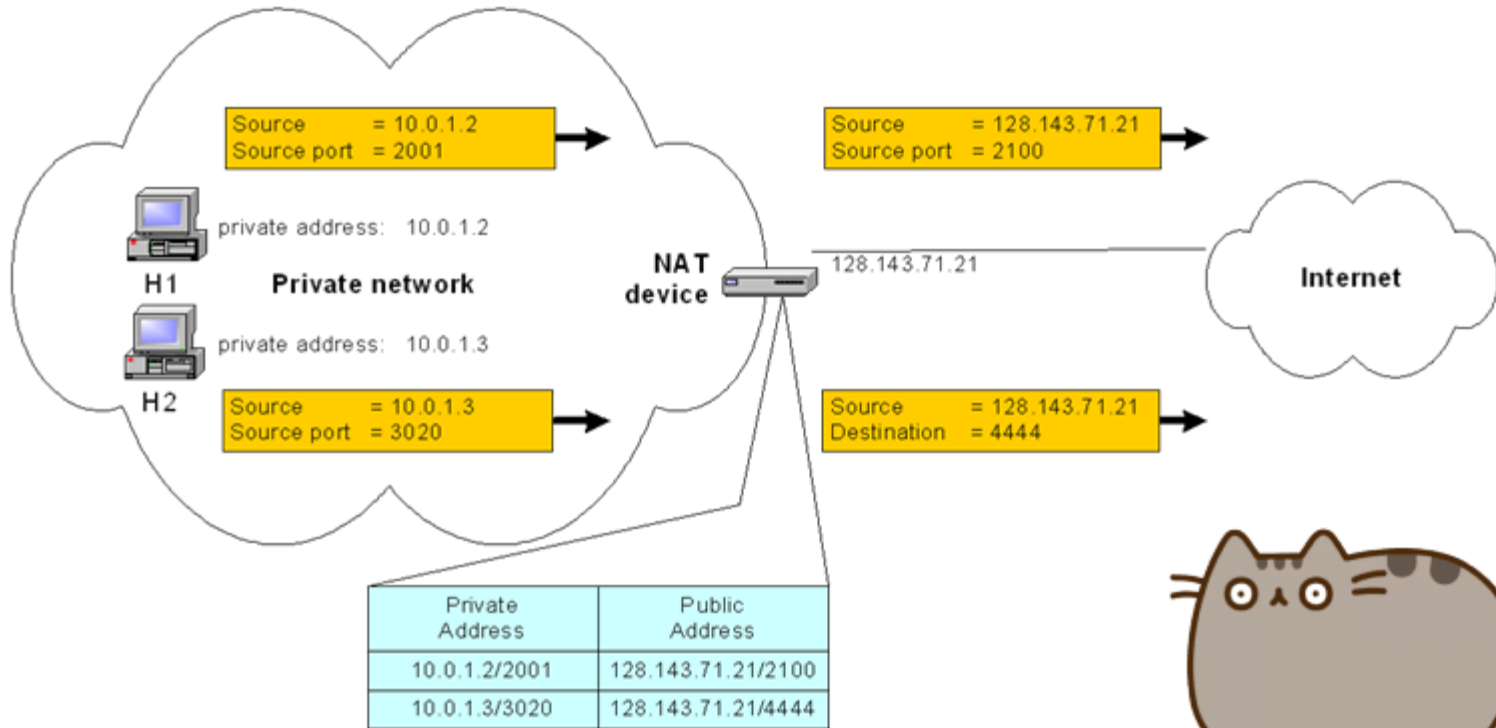 Source = 10.0.1.2
Source port = 2001
Source = 128.143.71.21
Source port = 2100
private address: 10.0.1.2
H1
Private network
NAT
device
128.143.71.21
Internet
private address: 10.0.1.3
H2
Source = 10.0.1.3
Source port = 3020
Source = 128.143.71.21
Destination = 4444
Private
Address
Public
Address
10.0.1.2/2001
128.143.71.21/2100
10.0.1.3/3020
128.143.71.21/4444